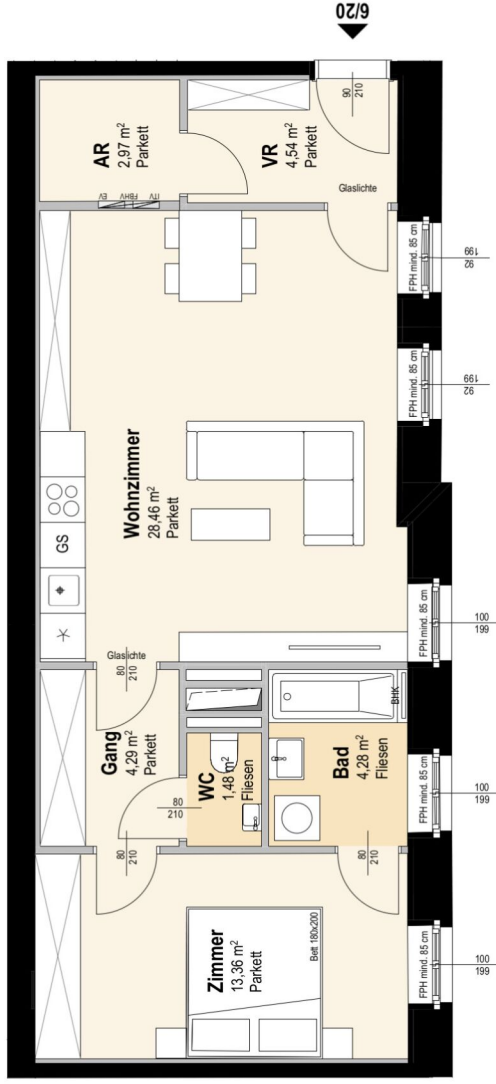 6/20
AR
2,97 m²
Parkett
VR
4,54 m²
Parkett
90
210
Glaslichte
EV
FBHV
ITV
FPH mind. 85 cm
92
199
FPH mind. 85 cm
92
199
Wohnzimmer
28,46 m²
Parkett
GS
FPH mind. 85 cm
100
199
Glaslichte
80
210
Gang
4,29 m²
Parkett
80
210
WC
1,48 m²
Fliesen
BHK
Bad
4,28 m²
Fliesen
FPH mind. 85 cm
100
199
80
210
80
210
Zimmer
13,36 m²
Parkett
Bett 180x200
FPH mind. 85 cm
100
199